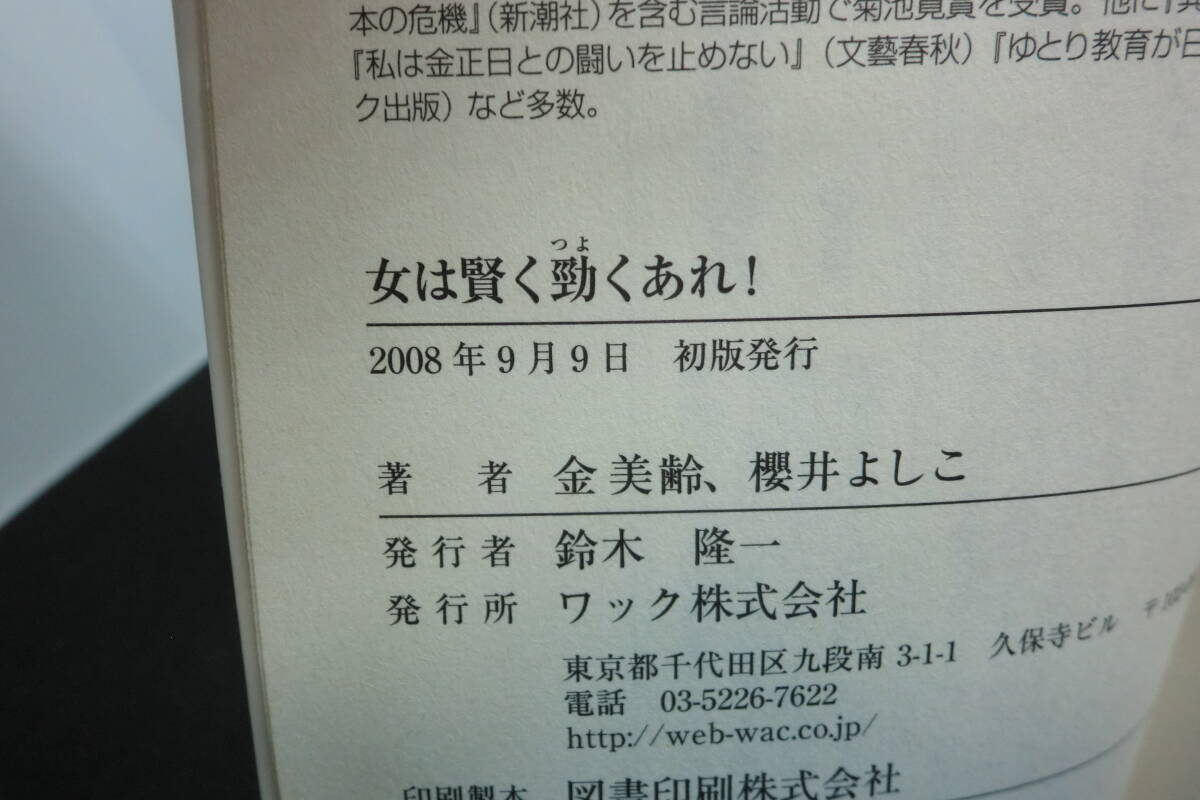 本の危機』(新潮社)を含む言論活動で菊池寛賞を受賞。他に『
『私は金正日との闘いを止めない』(文藝春秋)『ゆとり教育が日
ク出版)など多数。
つよ
女は賢く勁くあれ!
2008年9月9日 初版発行
著者 金美齢、櫻井よしこ
発行者 鈴木 隆一
発行所 ワック株式会社
東京都千代田区九段南3-1-1 久保寺ビル 〒
電話 03-5226-7622
http://web-wac.co.jp/
印刷製本 図書印刷株式会社